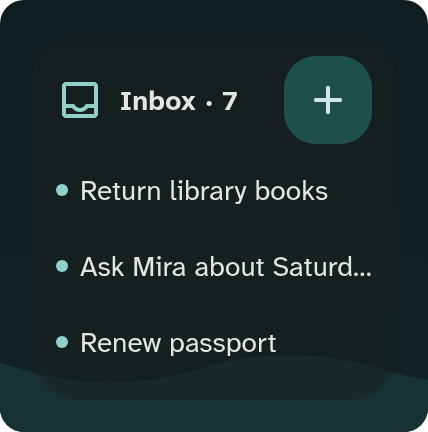 Inbox · 7
Return library books
Ask Mira about Saturd…
Renew passport